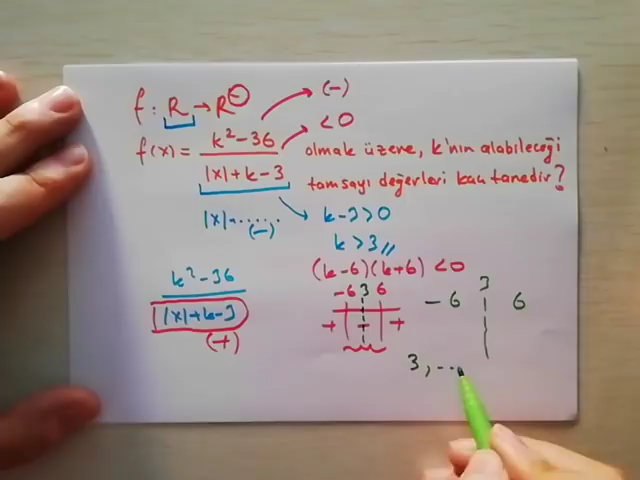 f : R → R⊖
(-)
f(x) = k²-36 / |x|+k-3 <0 olmak üzere, k'nın alabileceği
tamsayı değerleri kaç tanedir?
|x|........ (-)
k-3>0
k>3//
k²-36 / |x|+k-3
(+)
(k-6)(k+6) <0
-6 3 6
+ - +
-6 3 6
3, ...